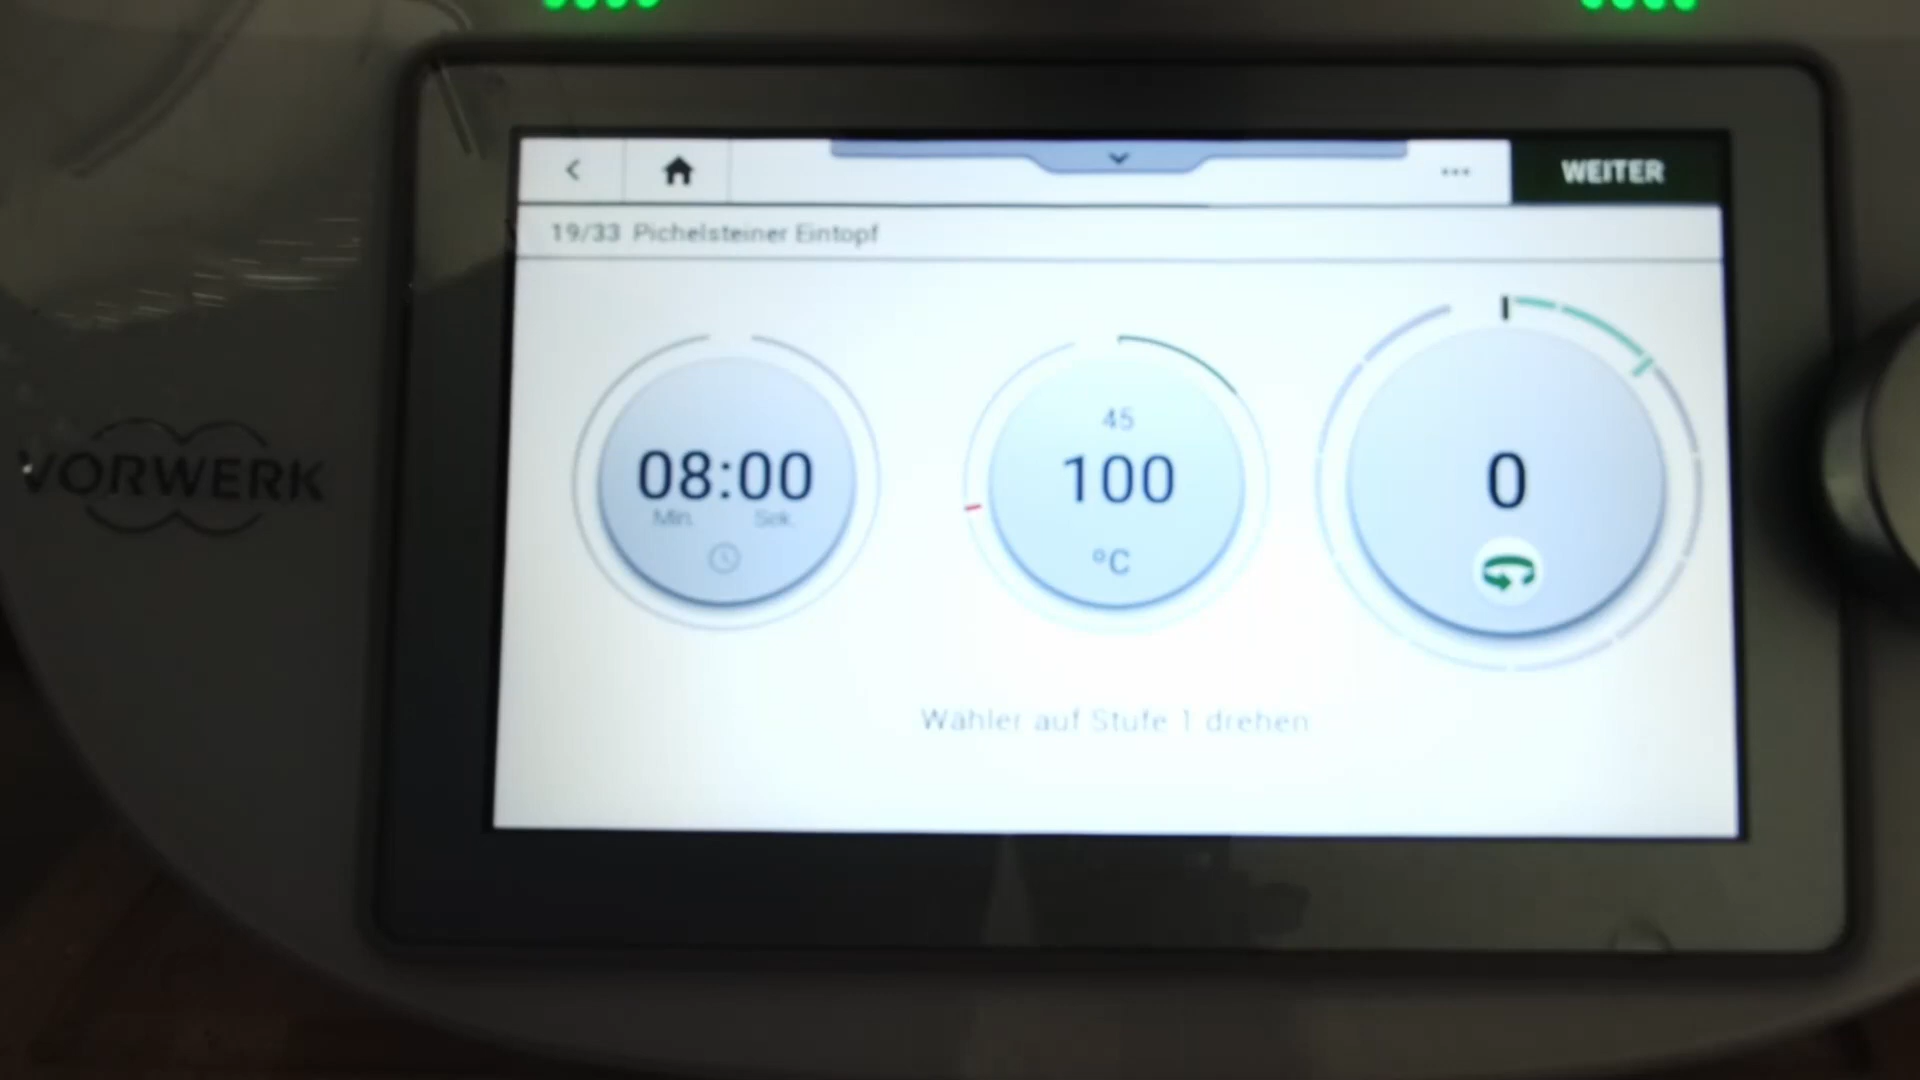 WEITER
19/33 Pichelsteiner Eintopf
08:00
Min. Sek.
45
100
°C
0
Wähler auf Stufe 1 drehen
VORWERK